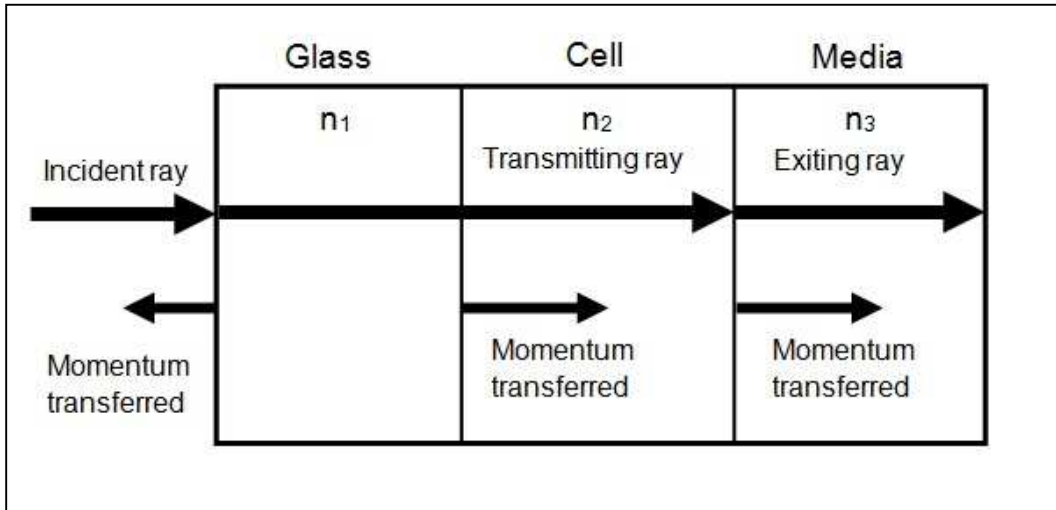 Glass Cell Media
n₁ n₂ n₃
Incident ray Transmitting ray Exiting ray
Momentum
transferred
Momentum
transferred
Momentum
transferred